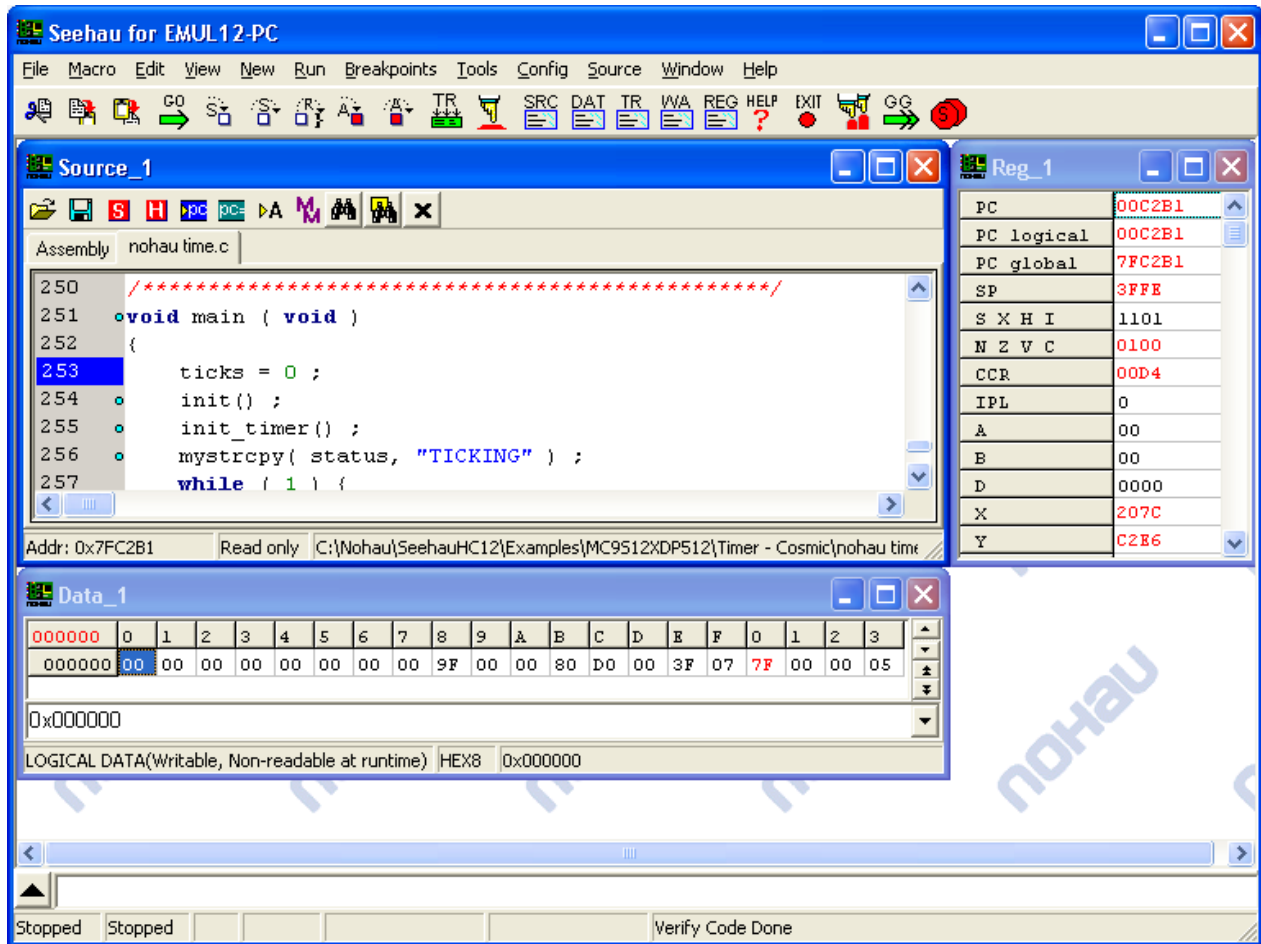 Seehau for EMUL12-PC
File Macro Edit View New Run Breakpoints Tools Config Source Window Help
GO S S R A A TR SRC DAT TR WA REG HELP EXIT GG S
Source_1
S H PC PC= A M M
Assembly nohau time.c
250 /************************************************/
251 void main ( void )
252 {
253 ticks = 0 ;
254 init() ;
255 init_timer() ;
256 mystrcpy( status, "TICKING" ) ;
257 while ( 1 ) {
Addr: 0x7FC2B1 Read only C:\Nohau\SeehauHC12\Examples\MC9S12XDP512\Timer - Cosmic\nohau time
Reg_1
PC 00C2B1
PC logical 00C2B1
PC global 7FC2B1
SP 3FFE
S X H I 1101
N Z V C 0100
CCR 00D4
IPL 0
A 00
B 00
D 0000
X 207C
Y C2E6
Data_1
000000 0 1 2 3 4 5 6 7 8 9 A B C D E F 0 1 2 3
000000 00 00 00 00 00 00 00 00 9F 00 00 80 D0 00 3F 07 7F 00 00 05
0x000000
LOGICAL DATA(Writable, Non-readable at runtime) HEX8 0x000000
nohau
Stopped Stopped Verify Code Done